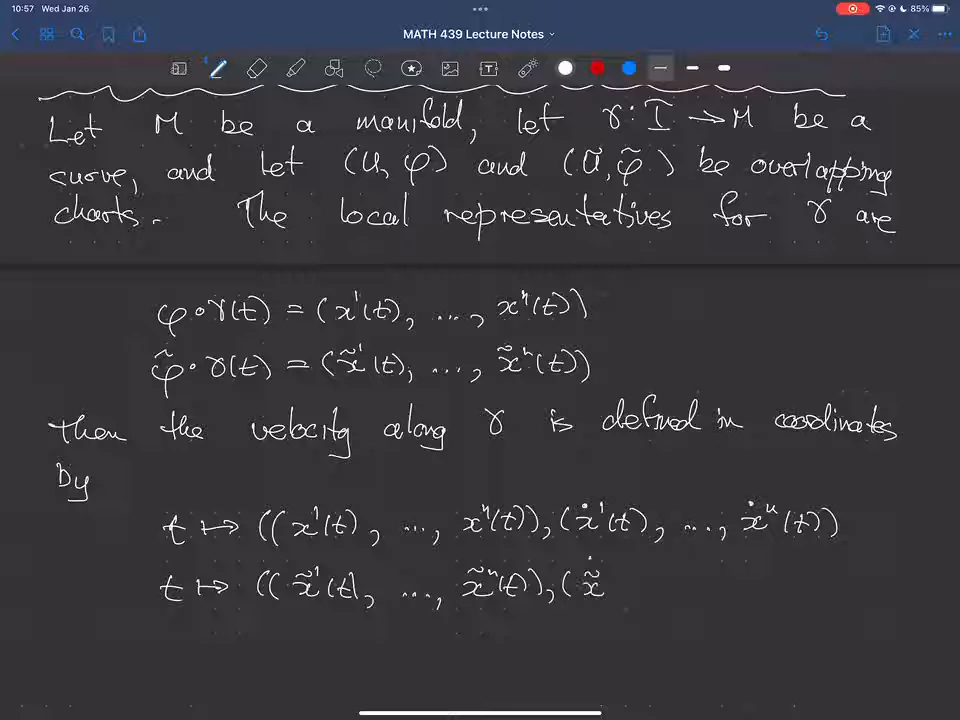 10:57 Wed Jan 26
85%
MATH 439 Lecture Notes
Let M be a manifold, let γ: I → M be a
curve, and let (U, φ) and (Ũ, φ̃) be overlapping
charts. The local representatives for γ are
φ∘γ(t) = (x¹(t), ..., xⁿ(t))
φ̃∘γ(t) = (x̃¹(t), ..., x̃ⁿ(t))
Then the velocity along γ is defined in coordinates
by
t ↦ ((x¹(t), ..., xⁿ(t)), (ẋ¹(t), ..., ẋⁿ(t))
t ↦ ((x̃¹(t), ..., x̃ⁿ(t)), (x̃̇